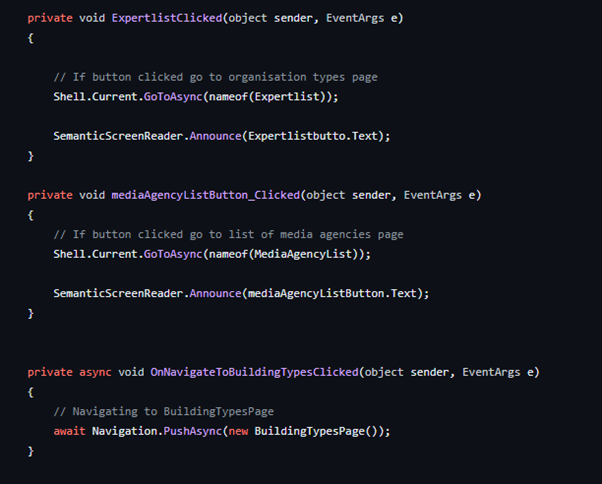 private void ExpertlistClicked(object sender, EventArgs e)
{
// If button clicked go to organisation types page
Shell.Current.GoToAsync(nameof(Expertlist));
SemanticScreenReader.Announce(Expertlistbutto.Text);
}
private void mediaAgencyListButton_Clicked(object sender, EventArgs e)
{
// If button clicked go to list of media agencies page
Shell.Current.GoToAsync(nameof(MediaAgencyList));
SemanticScreenReader.Announce(mediaAgencyListButton.Text);
}
private async void OnNavigateToBuildingTypesClicked(object sender, EventArgs e)
{
// Navigating to BuildingTypesPage
await Navigation.PushAsync(new BuildingTypesPage());
}